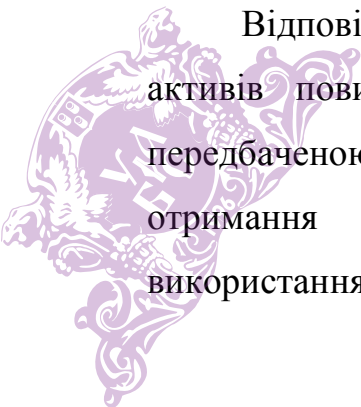 Відпові
активів пови
передбаченою
отримання
використання